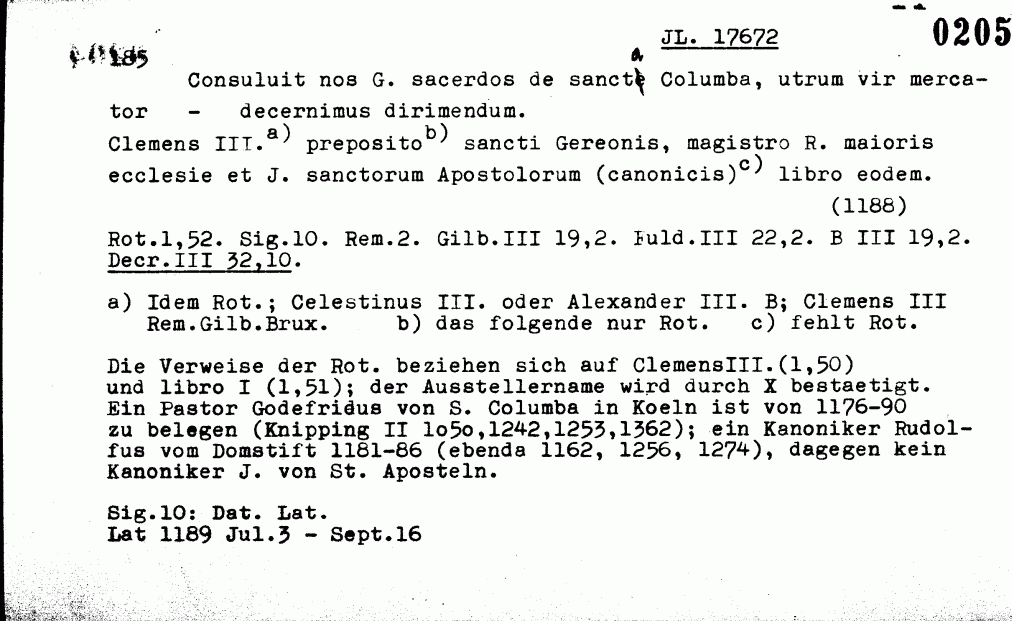 JL. 17672 0205
Consuluit nos G. sacerdos de sancta Columba, utrum vir merca-
tor - decernimus dirimendum.
Clemens III.a) preposito b) sancti Gereonis, magistro R. maioris
ecclesie et J. sanctorum Apostolorum (canonicis)c) libro eodem.
(1188)
Rot.1,52. Sig.10. Rem.2. Gilb.III 19,2. Fuld.III 22,2. B III 19,2.
Decr.III 32,10.
a) Idem Rot.; Celestinus III. oder Alexander III. B; Clemens III
Rem.Gilb.Brux. b) das folgende nur Rot. c) fehlt Rot.
Die Verweise der Rot. beziehen sich auf ClemensIII.(1,50)
und libro I (1,51); der Ausstellername wird durch X bestaetigt.
Ein Pastor Godefridus von S. Columba in Koeln ist von 1176-90
zu belegen (Knipping II 1o5o,1242,1253,1362); ein Kanoniker Rudol-
fus vom Domstift 1181-86 (ebenda 1162, 1256, 1274), dagegen kein
Kanoniker J. von St. Aposteln.
Sig.10: Dat. Lat.
Lat 1189 Jul.3 - Sept.16